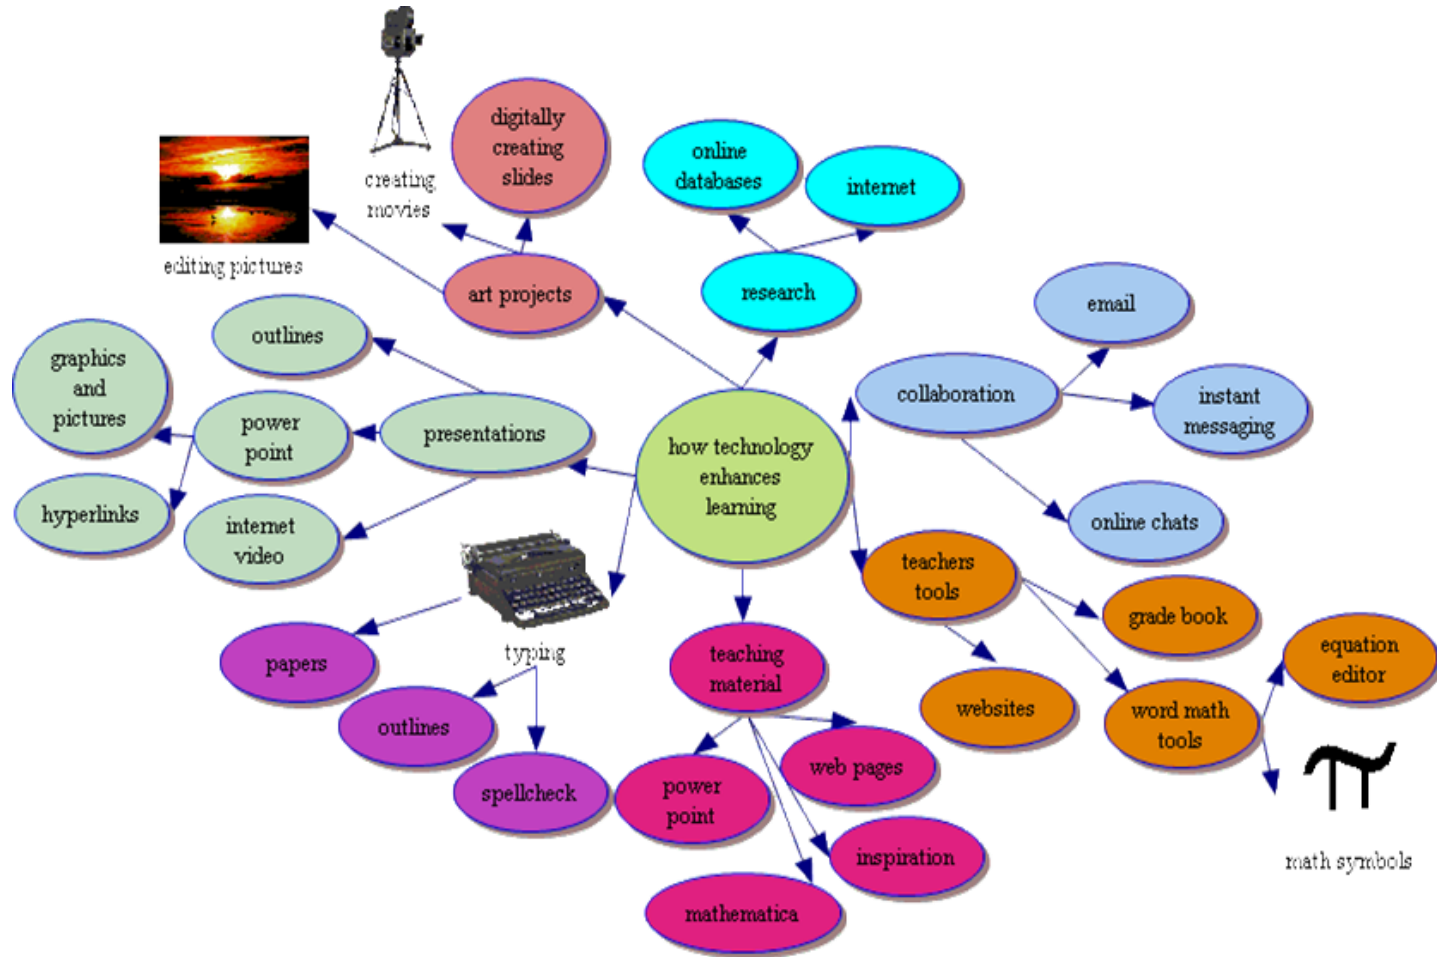 digitally
creating
slides
creating
movies
editing pictures
art projects
online
databases
internet
research
email
collaboration
instant
messaging
online chats
outlines
graphics
and
pictures
power
point
presentations
hyperlinks
internet
video
how technology
enhances
learning
teachers
tools
grade book
equation
editor
websites
word math
tools
math symbols
typing
papers
outlines
spellcheck
teaching
material
web pages
power
point
inspiration
mathematica